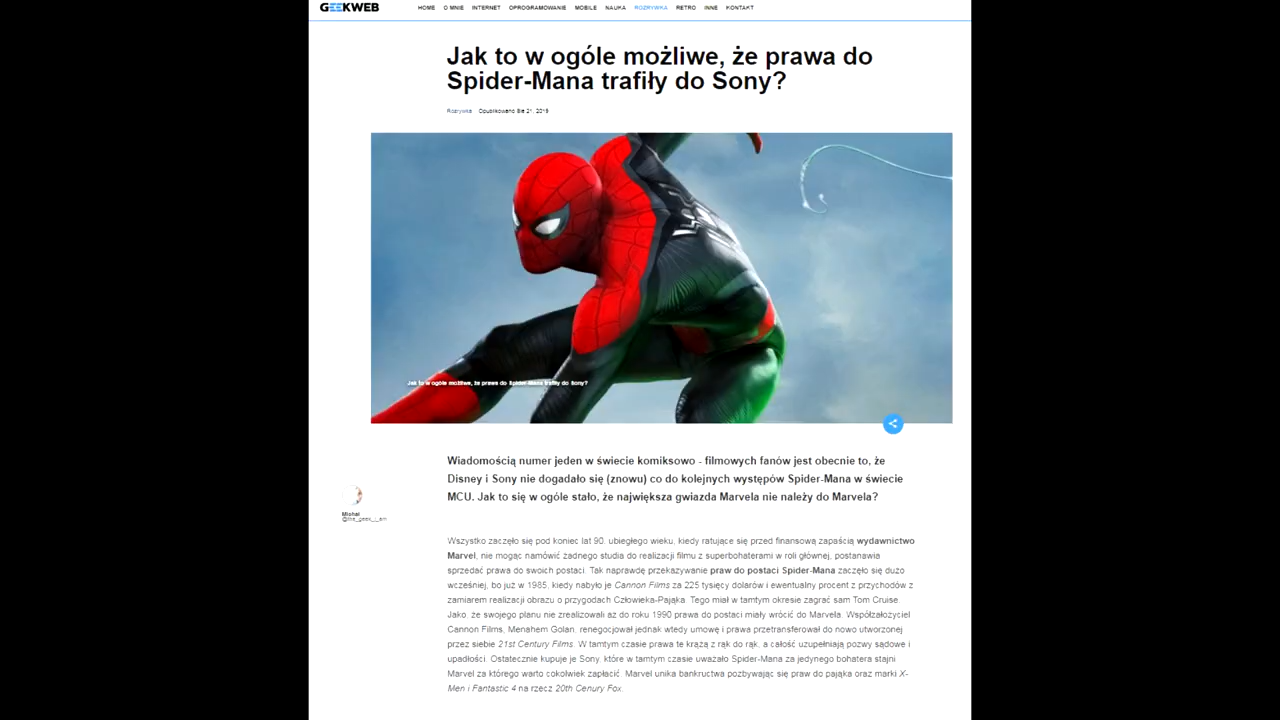 GEEKWEB
HOME O MNIE INTERNET OPROGRAMOWANIE MOBILE NAUKA ROZRYWKA RETRO INNE KONTAKT
Jak to w ogóle możliwe, że prawa do
Spider-Mana trafiły do Sony?
Rozrywka Opublikowano Sie 21, 2019
Jak to w ogóle możliwe, że prawa do Spider-Mana trafiły do Sony?
Wiadomością numer jeden w świecie komiksowo - filmowych fanów jest obecnie to, że
Disney i Sony nie dogadało się (znowu) co do kolejnych występów Spider-Mana w świecie
MCU. Jak to się w ogóle stało, że największa gwiazda Marvela nie należy do Marvela?
Michał
Wszystko zaczęło się pod koniec lat 90. ubiegłego wieku, kiedy ratujące się przed finansową zapaścią wydawnictwo
Marvel, nie mogąc namówić żadnego studia do realizacji filmu z superbohaterami w roli głównej, postanawia
sprzedać prawa do swoich postaci. Tak naprawdę przekazywanie praw do postaci Spider-Mana zaczęło się dużo
wcześniej, bo już w 1985, kiedy nabyło je Cannon Films za 225 tysięcy dolarów i ewentualny procent z przychodów z
zamiarem realizacji obrazu o przygodach Człowieka-Pająka. Tego miał w tamtym okresie zagrać sam Tom Cruise.
Jako, że swojego planu nie zrealizowali aż do roku 1990 prawa do postaci miały wrócić do Marvela. Współzałożyciel
Cannon Films, Menahem Golan, renegocjował jednak wtedy umowę i prawa przetransferował do nowo utworzonej
przez siebie 21st Century Films. W tamtym czasie prawa te krążą z rąk do rąk, a całość uzupełniają pozwy sądowe i
upadłości. Ostatecznie kupuje je Sony, które w tamtym czasie uważało Spider-Mana za jedynego bohatera stajni
Marvel za którego warto cokolwiek zapłacić. Marvel unika bankructwa pozbywając się praw do pająka oraz marki X-
Men i Fantastic 4 na rzecz 20th Cenury Fox.